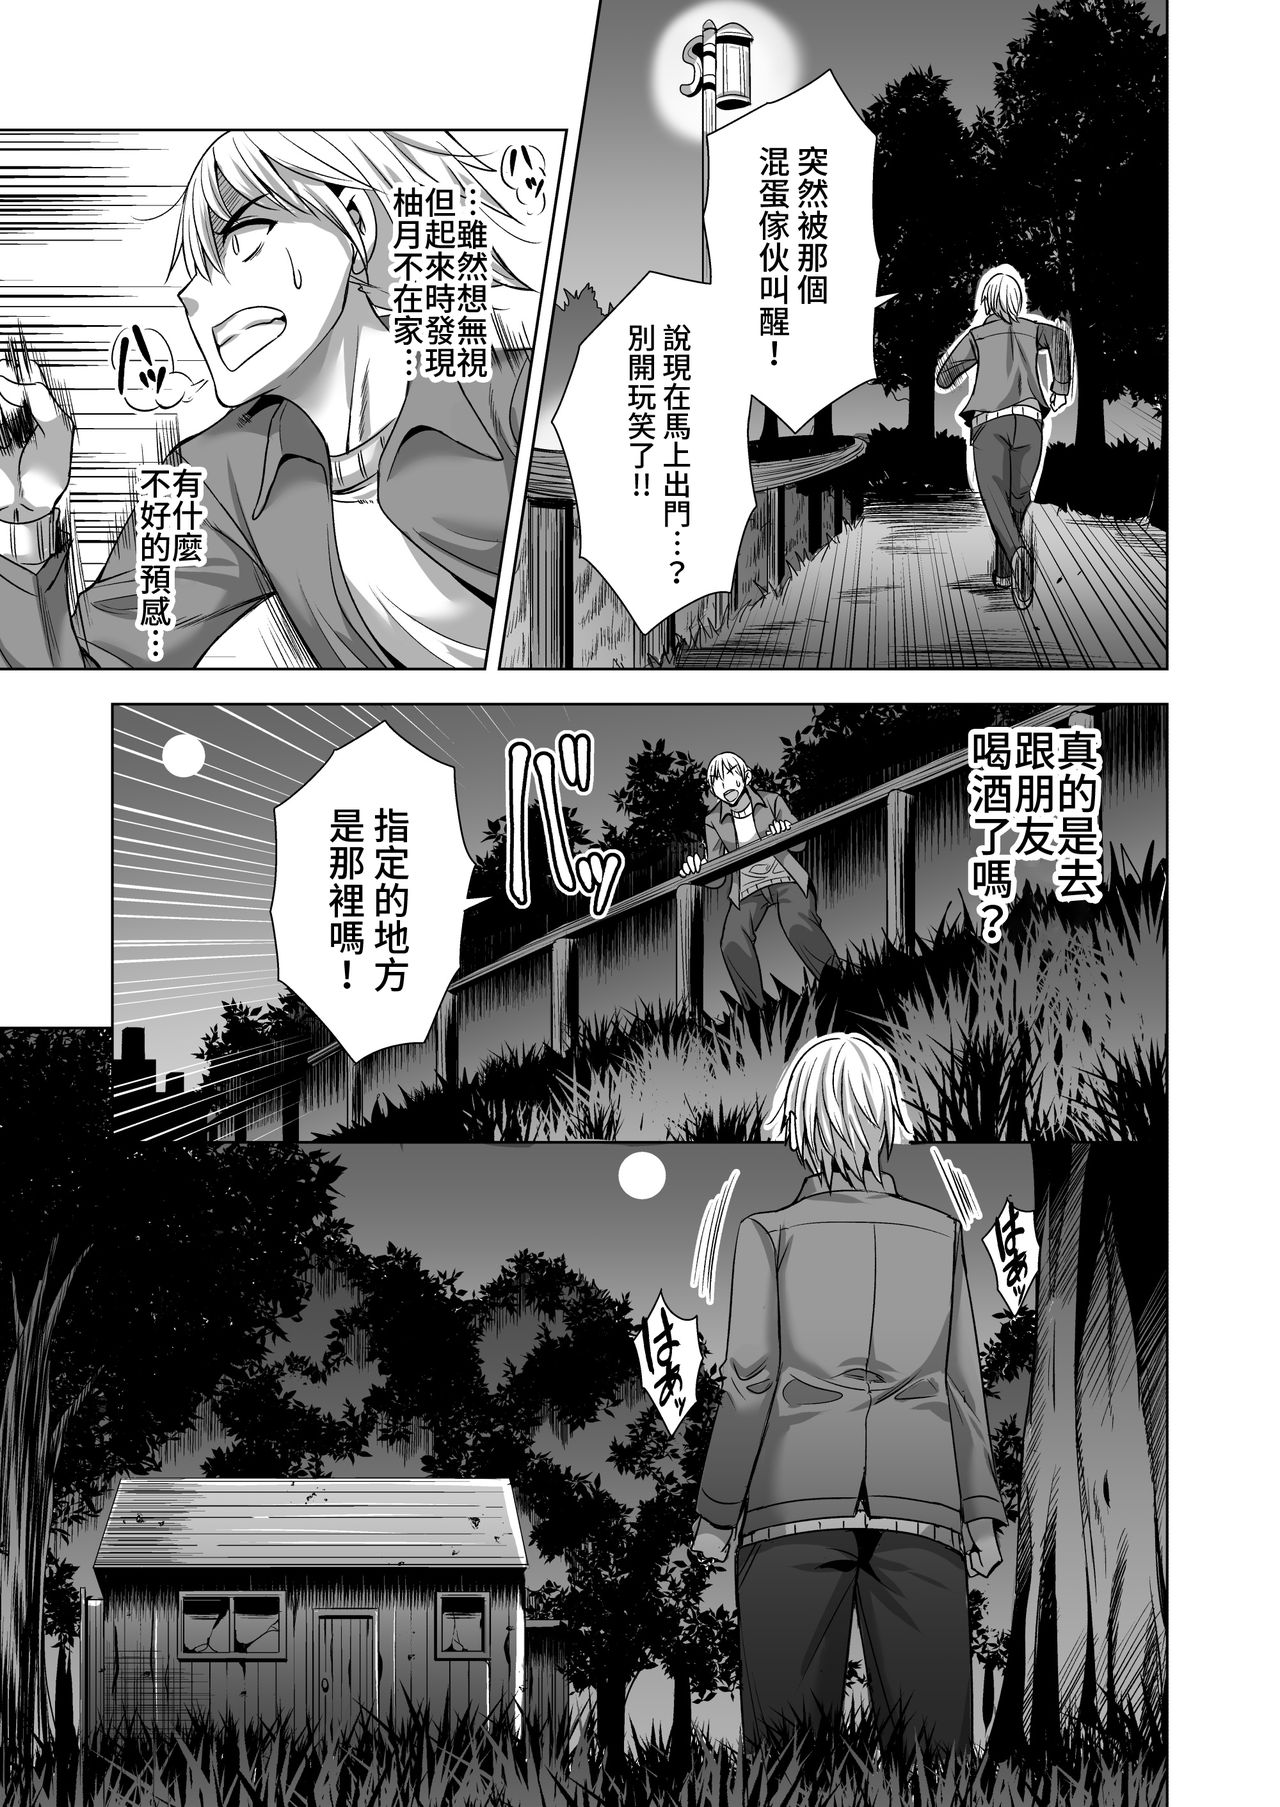 突然被那個
混蛋傢伙叫醒！
說現在馬上出門…？
別開玩笑了!!
…雖然想無視
但起來時發現
柚月不在家…
バッ
バッ
有什麼
不好的預感…
真的是去
跟朋友
喝酒了嗎？
バッ
指定的地方
是那裡嗎！
はぁッ
はぁッ